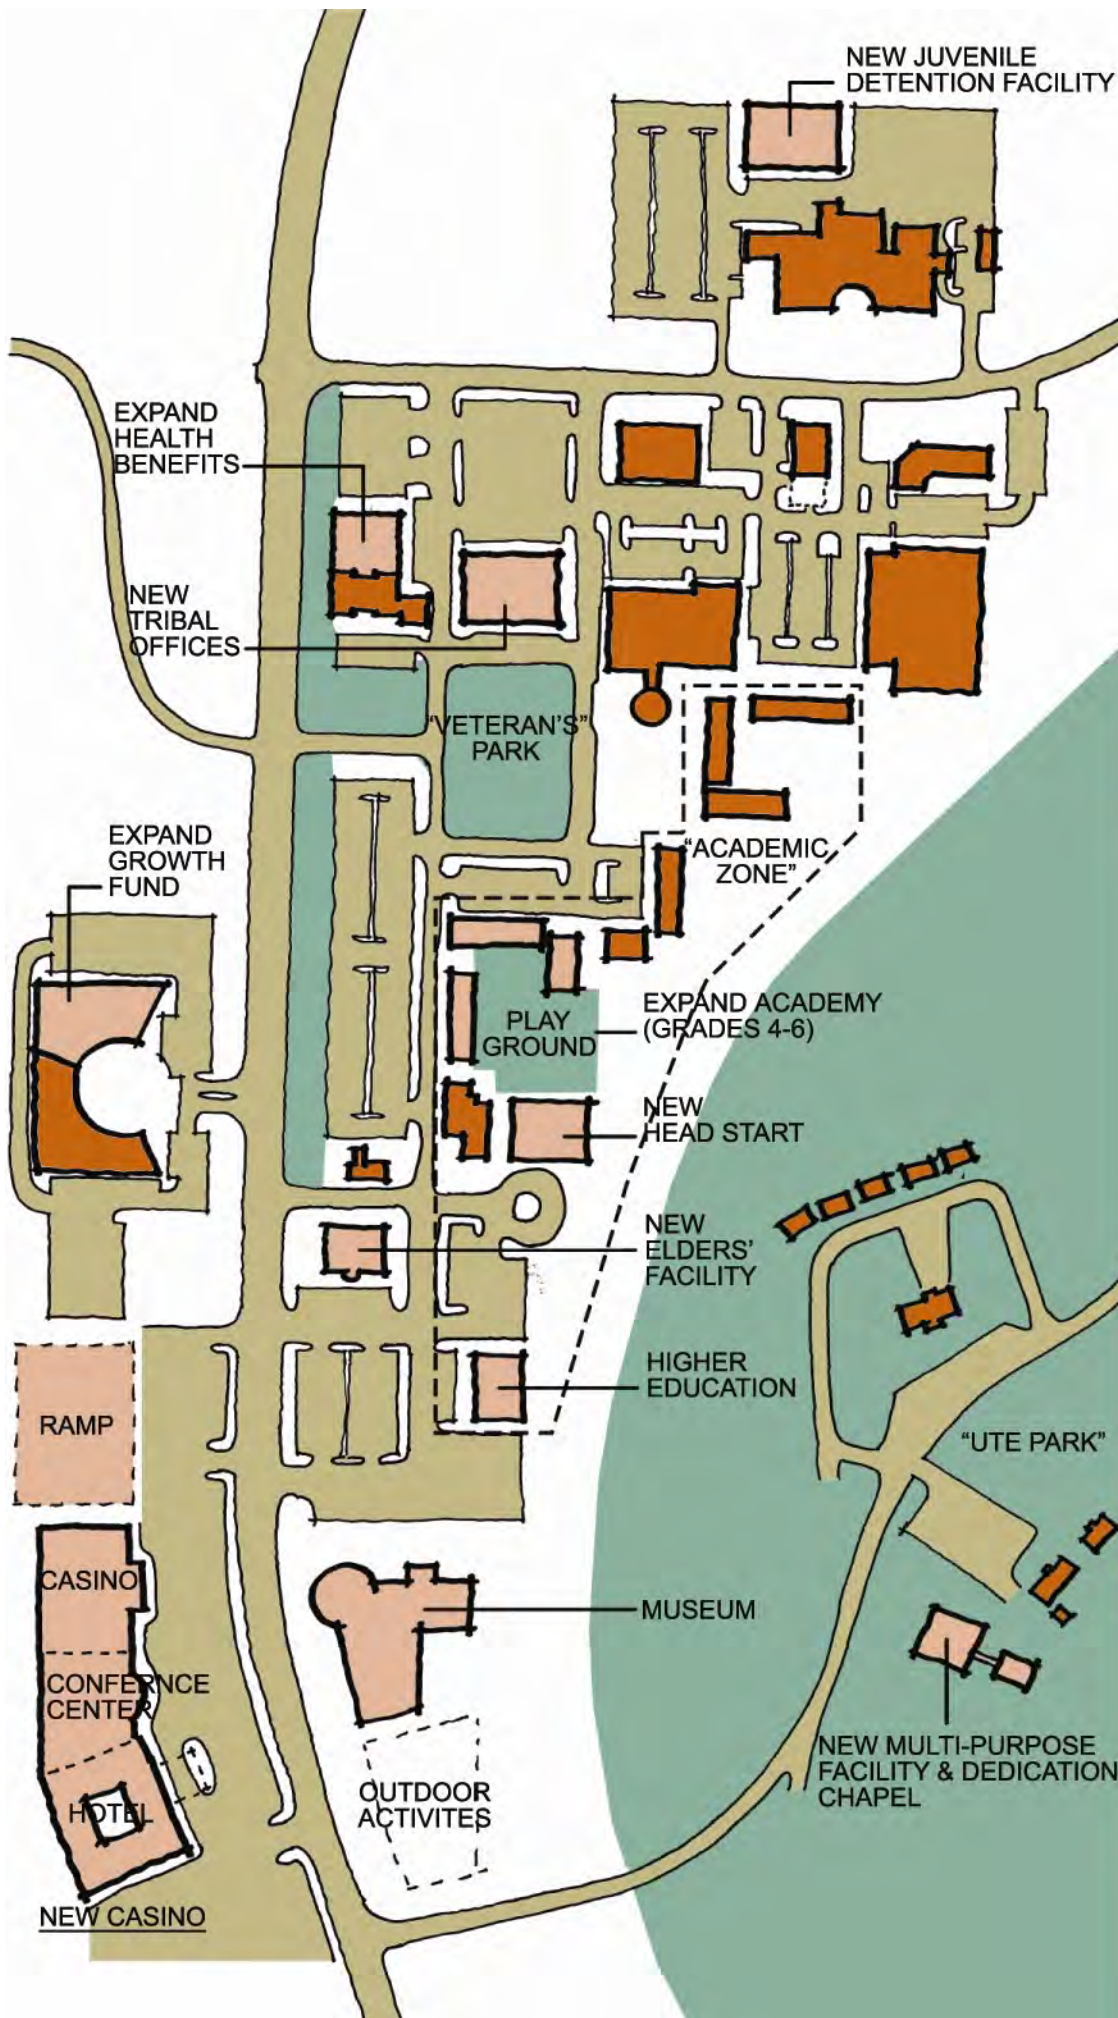 NEW JUVENILE
DETENTION FACILITY
EXPAND
HEALTH
BENEFITS
NEW
TRIBAL
OFFICES
"VETERAN'S"
PARK
EXPAND
GROWTH
FUND
"ACADEMIC
ZONE"
PLAY
GROUND
EXPAND ACADEMY
(GRADES 4-6)
NEW
HEAD START
NEW
ELDERS'
FACILITY
HIGHER
EDUCATION
RAMP
"UTE PARK"
CASINO
MUSEUM
CONFERNCE
CENTER
HOTEL
OUTDOOR
ACTIVITES
NEW MULTI-PURPOSE
FACILITY & DEDICATION
CHAPEL
NEW CASINO